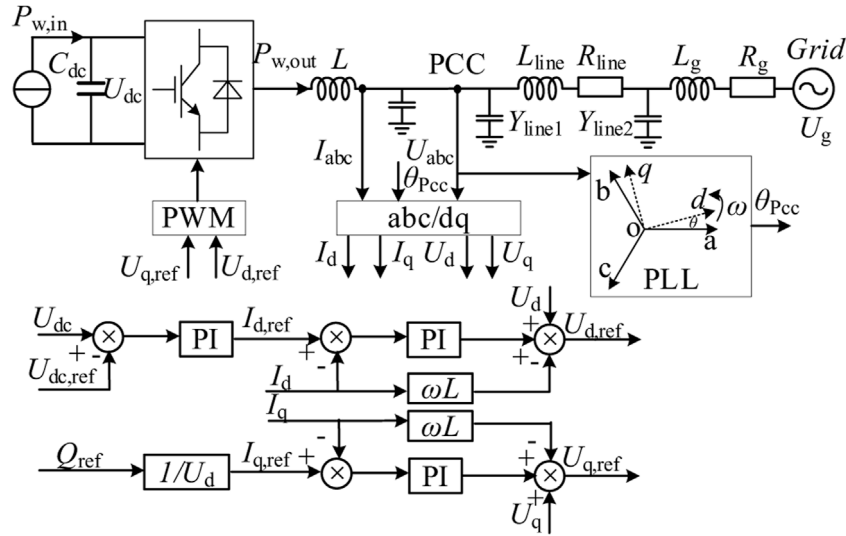 P_w,in
C_dc
U_dc
P_w,out
L
PCC
L_line
R_line
L_g
R_g
Grid
U_g
Y_line1
Y_line2
I_abc
U_abc
θ_Pcc
PWM
abc/dq
U_q,ref
U_d,ref
I_d
I_q
U_d
U_q
b
q
d
ω
θ
o
a
c
PLL
θ_Pcc
U_dc
+
-
U_dc,ref
PI
I_d,ref
+
-
PI
U_d
+
+
-
U_d,ref
I_d
ωL
I_q
ωL
Q_ref
1/U_d
I_q,ref
+
-
PI
-
+
+
U_q,ref
U_q